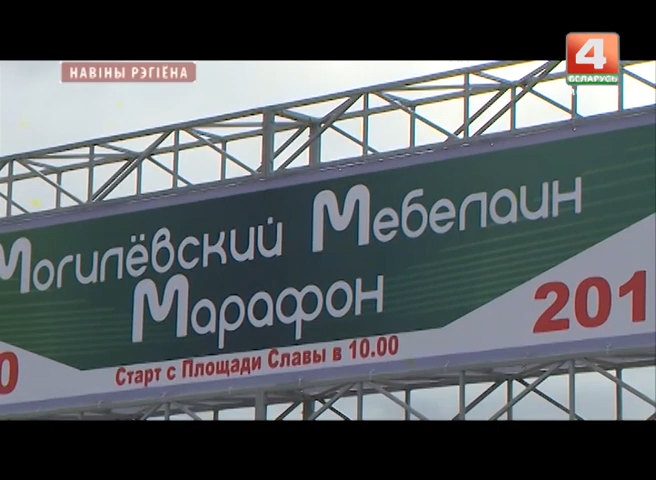 НАВІНЫ РЭГІЁНА
4
БЕЛАРУСЬ
Могилёвский Мебелаин
Марафон
201
0
Старт с Площади Славы в 10.00